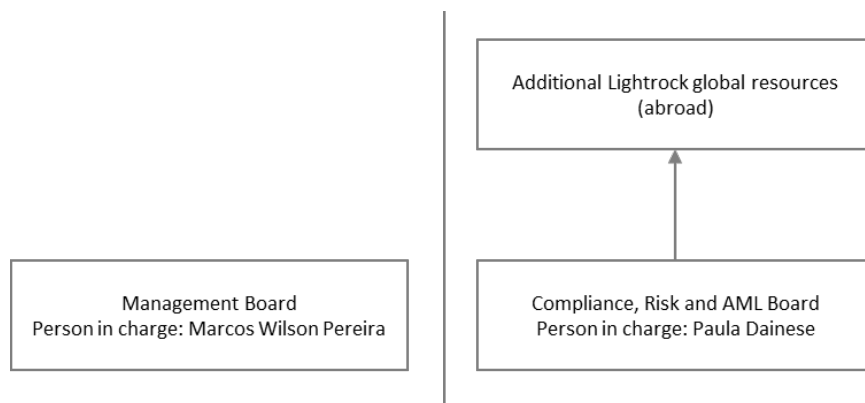 Additional Lightrock global resources
(abroad)
Management Board
Person in charge: Marcos Wilson Pereira
Compliance, Risk and AML Board
Person in charge: Paula Dainese